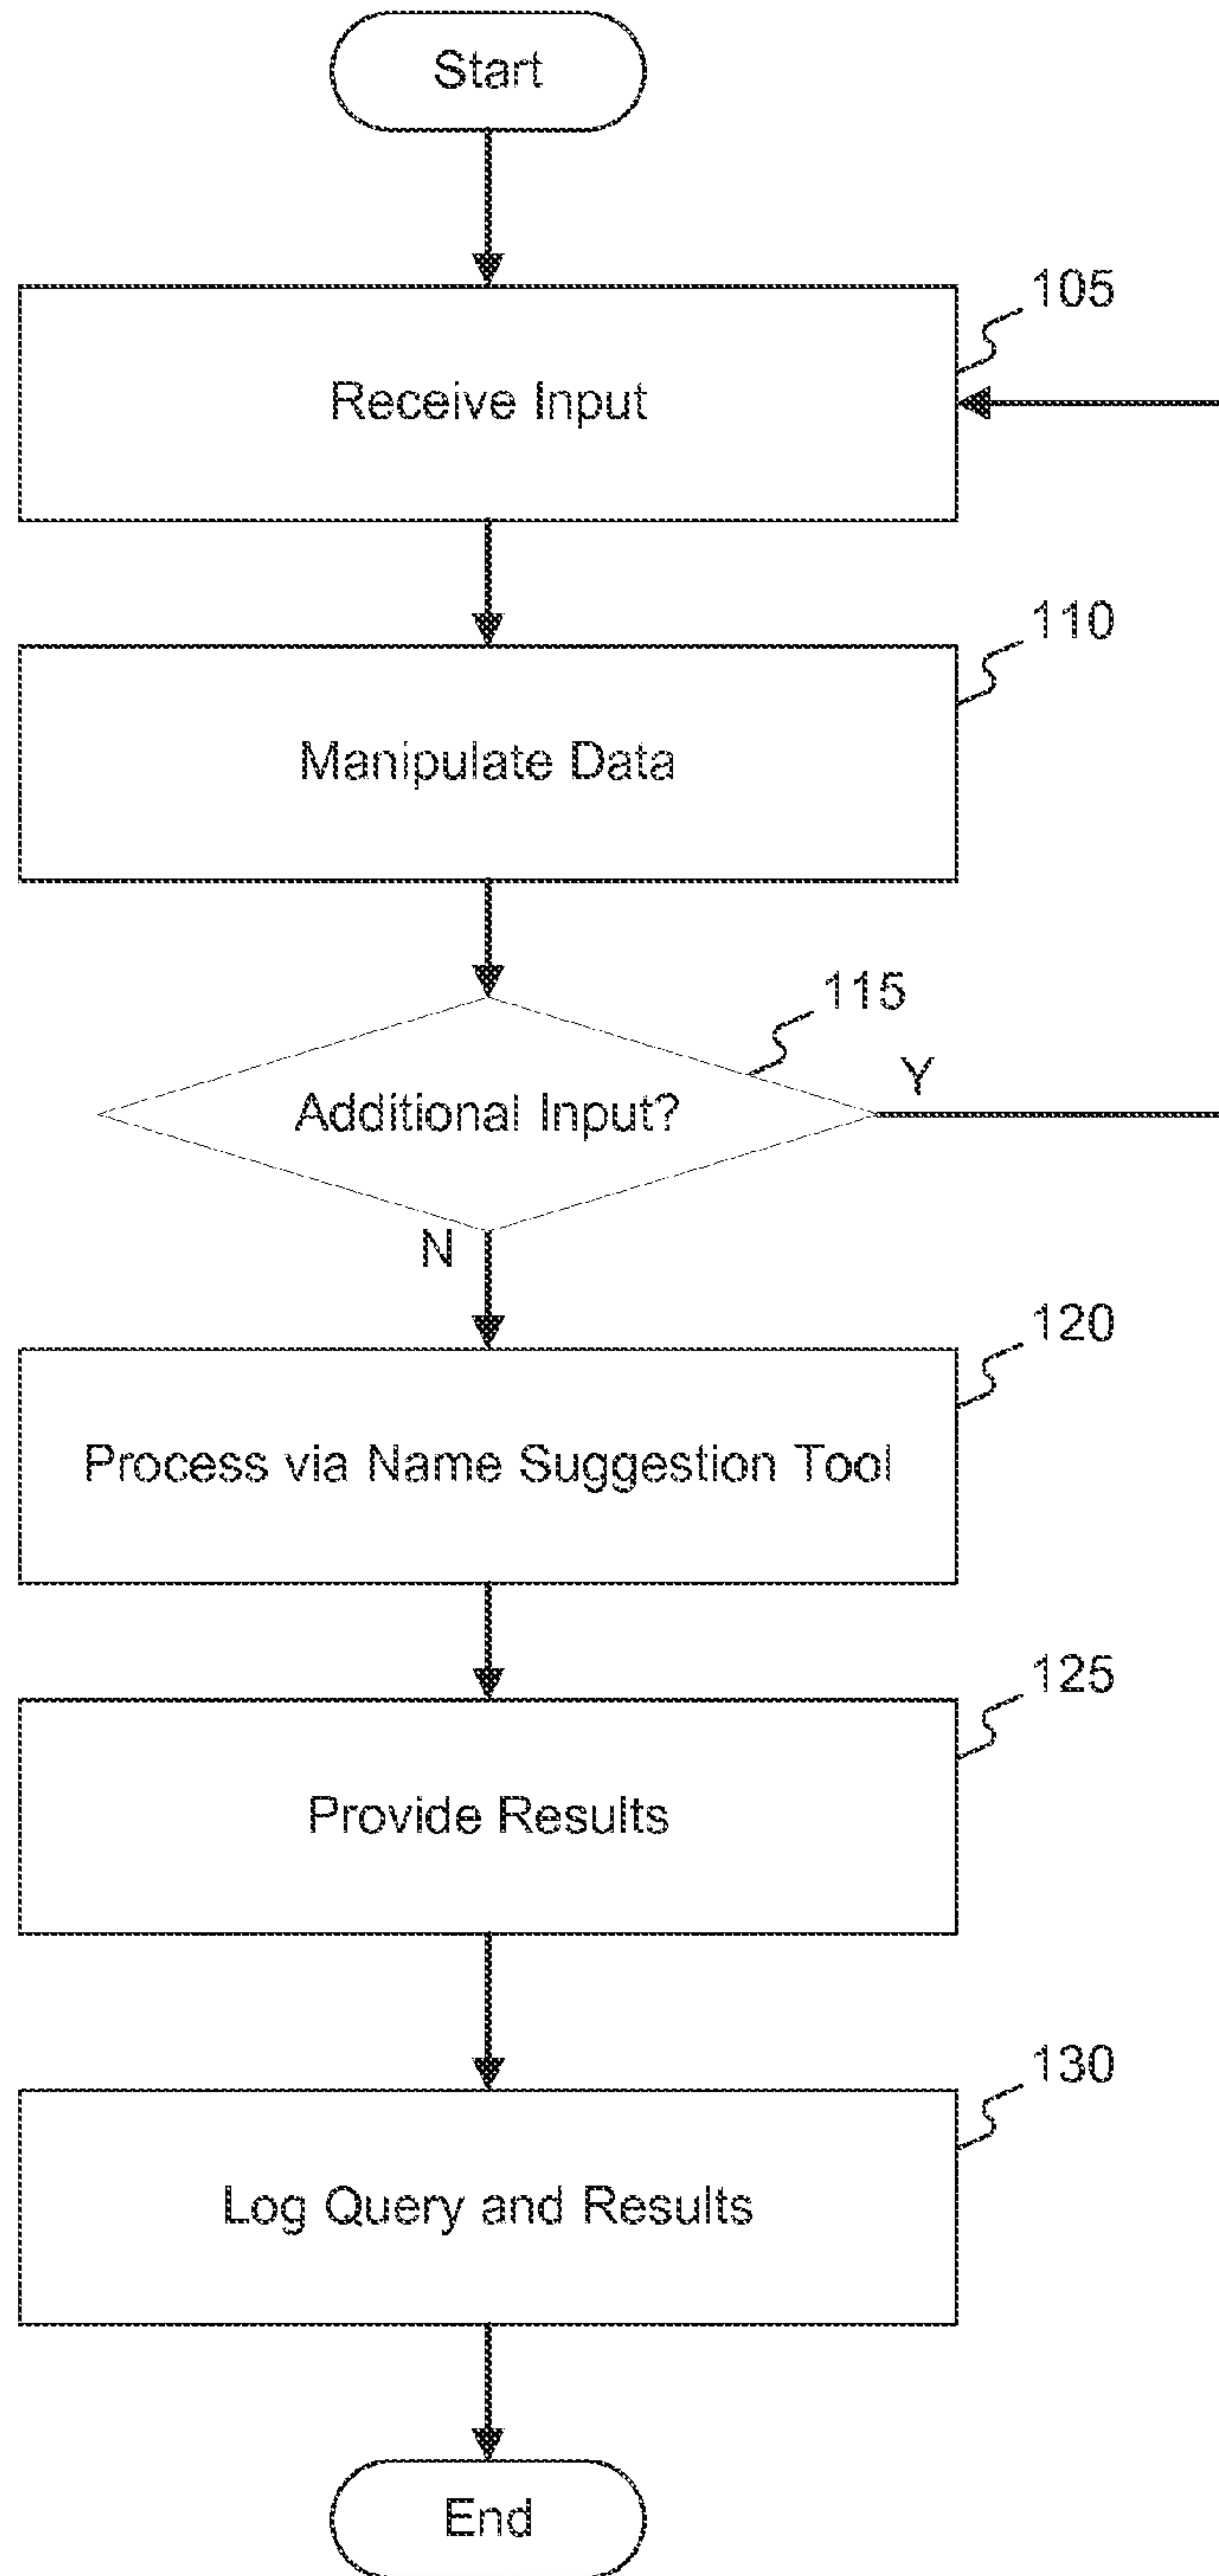 Start
105
Receive Input
110
Manipulate Data
115
Y
Additional Input?
N
120
Process via Name Suggestion Tool
125
Provide Results
130
Log Query and Results
End